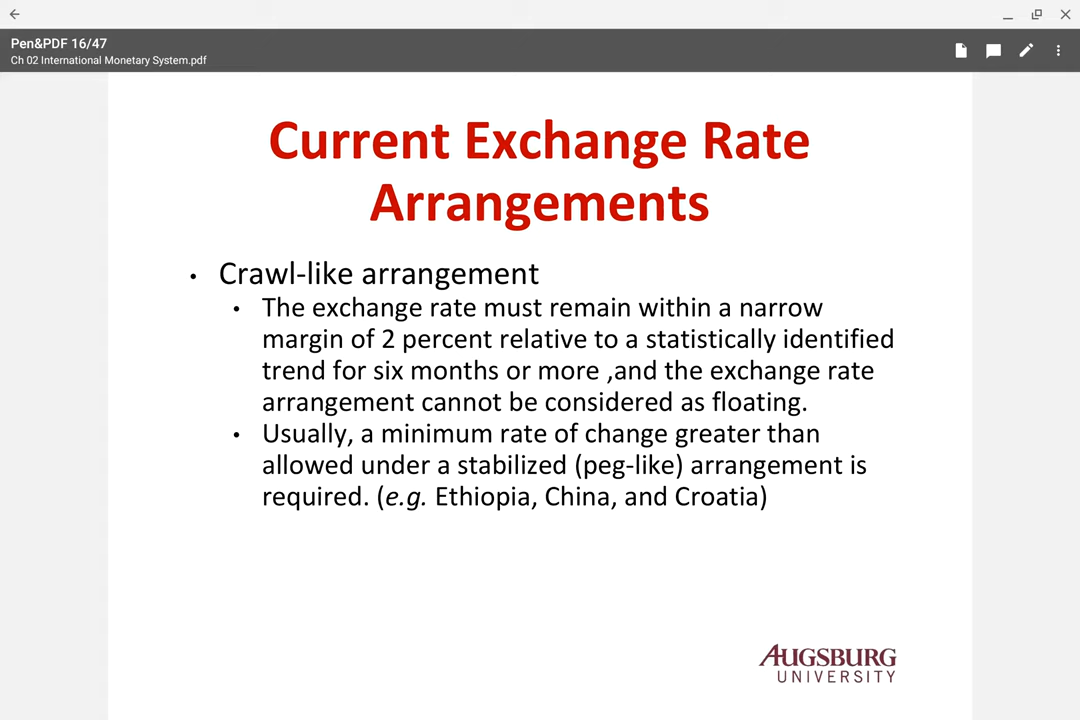 Pen&PDF 16/47
Ch 02 International Monetary System.pdf
Current Exchange Rate
Arrangements
• Crawl-like arrangement
• The exchange rate must remain within a narrow
margin of 2 percent relative to a statistically identified
trend for six months or more ,and the exchange rate
arrangement cannot be considered as floating.
• Usually, a minimum rate of change greater than
allowed under a stabilized (peg-like) arrangement is
required. (e.g. Ethiopia, China, and Croatia)
AUGSBURG
UNIVERSITY